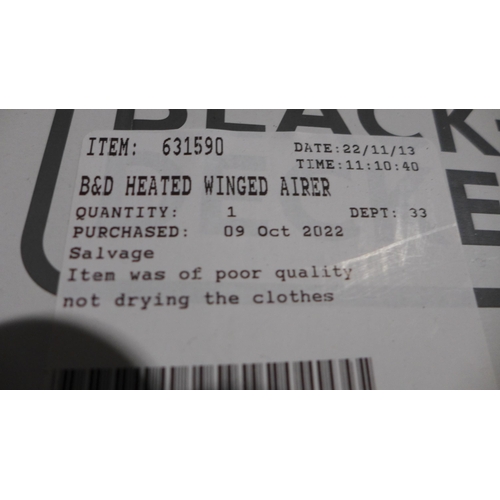 BLACK+
DECKE
ITEM: 631590 DATE:22/11/13
TIME:11:10:40
B&D HEATED WINGED AIRER
QUANTITY: 1 DEPT: 33
PURCHASED: 09 Oct 2022
Salvage
Item was of poor quality
not drying the clothes